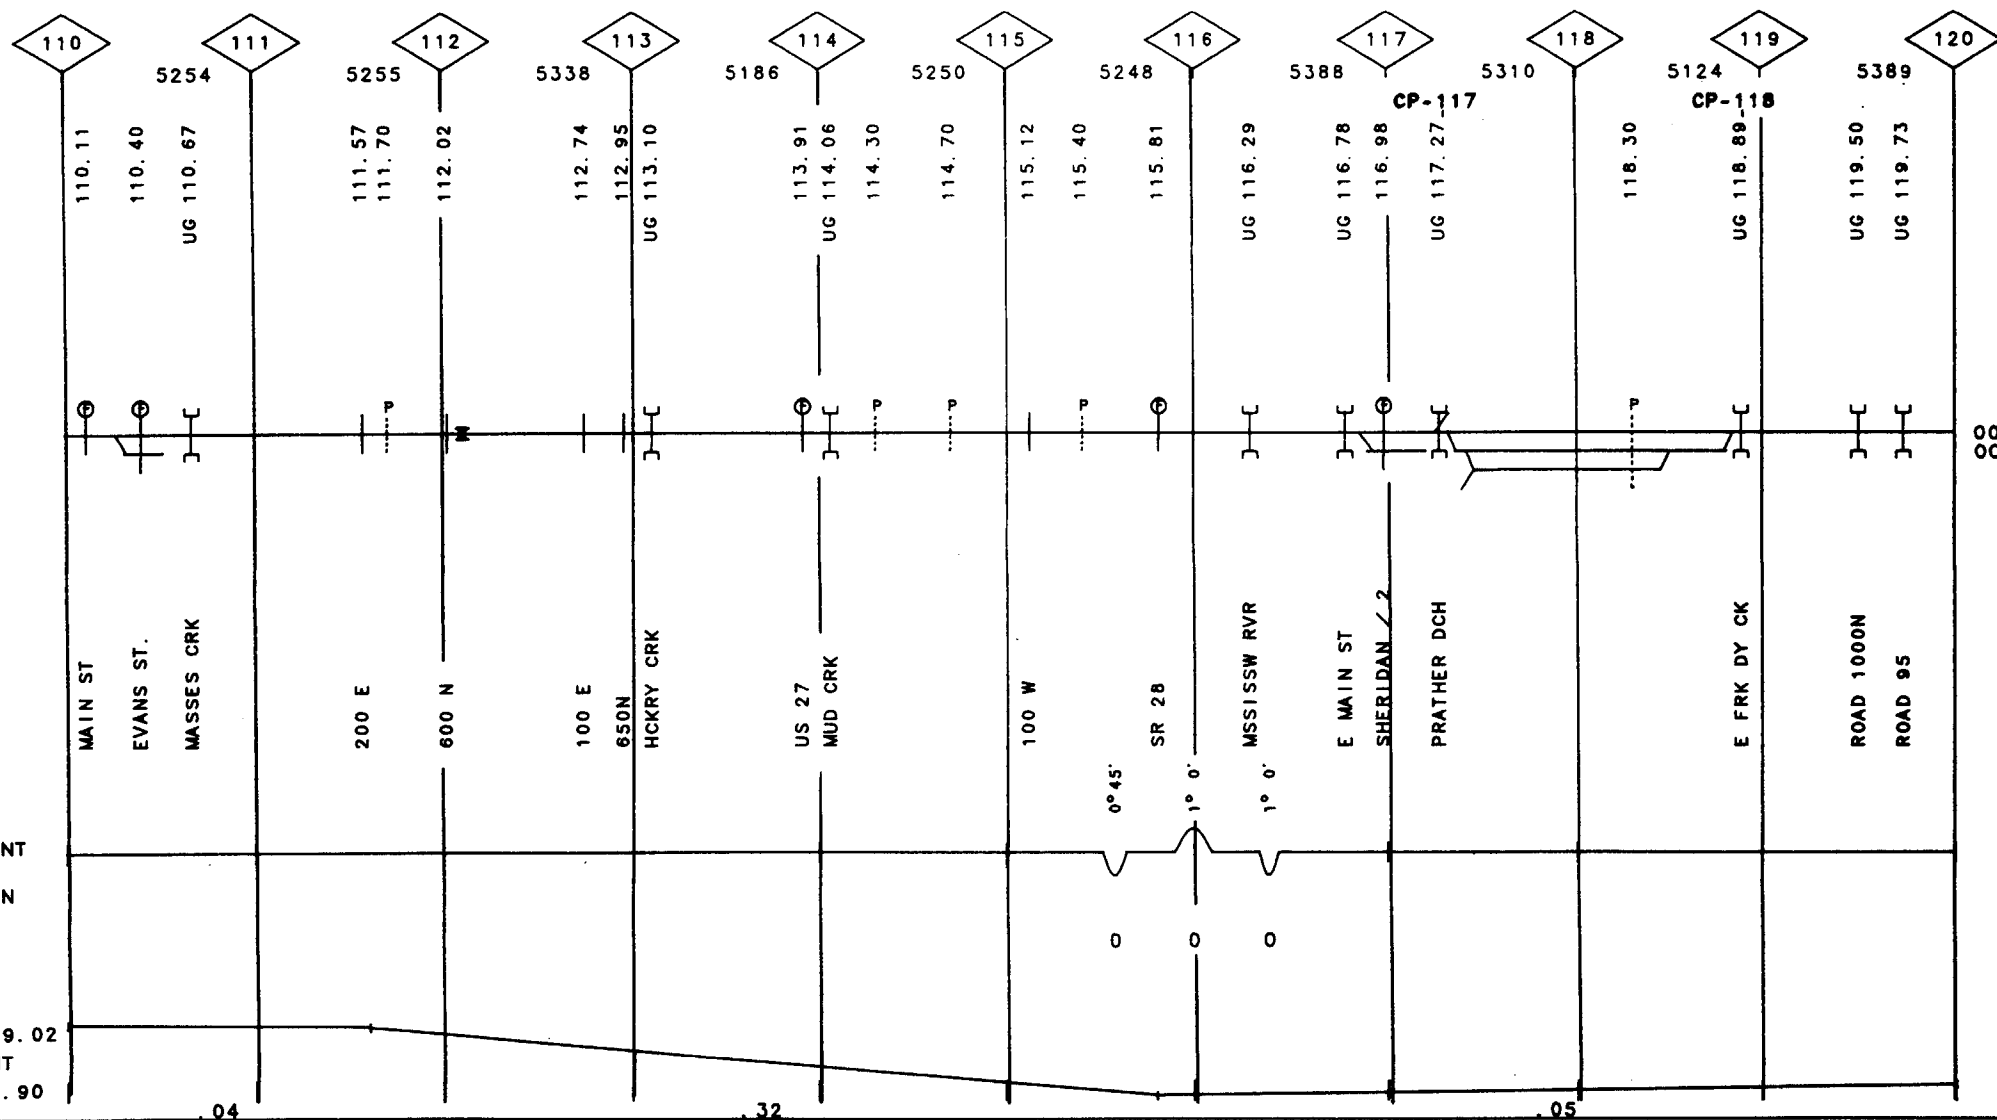 110 111 112 113 114 115 116 117 118 119 120
5254 5255 5338 5186 5250 5248 5388 5310 5124 5389
CP-117 CP-118
110.11
110.40
UG 110.67
111.57
111.70
112.02
112.74
112.95
UG 113.10
113.91
UG 114.06
114.30
114.70
115.12
115.40
115.81
UG 116.29
UG 116.78
116.98
UG 117.27
118.30
UG 118.89
UG 119.50
UG 119.73
F F P F P P P F F P
00
00
MAIN ST
EVANS ST.
MASSES CRK
200 E
600 N
100 E
650N
HCKRY CRK
US 27
MUD CRK
100 W
SR 28
MSSISSW RVR
E MAIN ST
SHERIDAN / 2
PRATHER DCH
E FRK DY CK
ROAD 1000N
ROAD 95
0°45'
1° 0'
1° 0'
NT
N
0 0 0
9.02
T
.90
.04 .32 .05